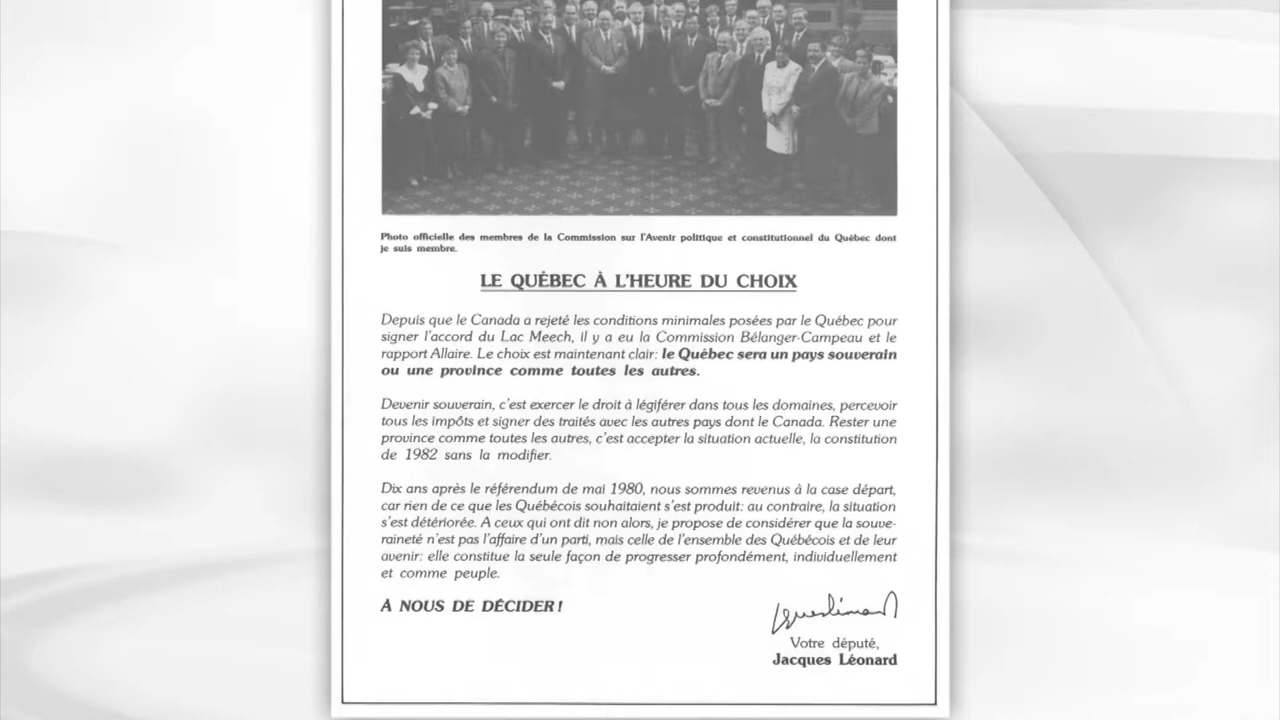 Photo officielle des membres de la Commission sur l'Avenir politique et constitutionnel du Québec dont
je suis membre.
LE QUÉBEC À L'HEURE DU CHOIX
Depuis que le Canada a rejeté les conditions minimales posées par le Québec pour
signer l'accord du Lac Meech, il y a eu la Commission Bélanger-Campeau et le
rapport Allaire. Le choix est maintenant clair: le Québec sera un pays souverain
ou une province comme toutes les autres.
Devenir souverain, c'est exercer le droit à légiférer dans tous les domaines, percevoir
tous les impôts et signer des traités avec les autres pays dont le Canada. Rester une
province comme toutes les autres, c'est accepter la situation actuelle, la constitution
de 1982 sans la modifier.
Dix ans après le référendum de mai 1980, nous sommes revenus à la case départ,
car rien de ce que les Québécois souhaitaient s'est produit: au contraire, la situation
s'est détériorée. A ceux qui ont dit non alors, je propose de considérer que la souve-
raineté n'est pas l'affaire d'un parti, mais celle de l'ensemble des Québécois et de leur
avenir: elle constitue la seule façon de progresser profondément, individuellement
et comme peuple.
À NOUS DE DÉCIDER!
Votre député,
Jacques Léonard